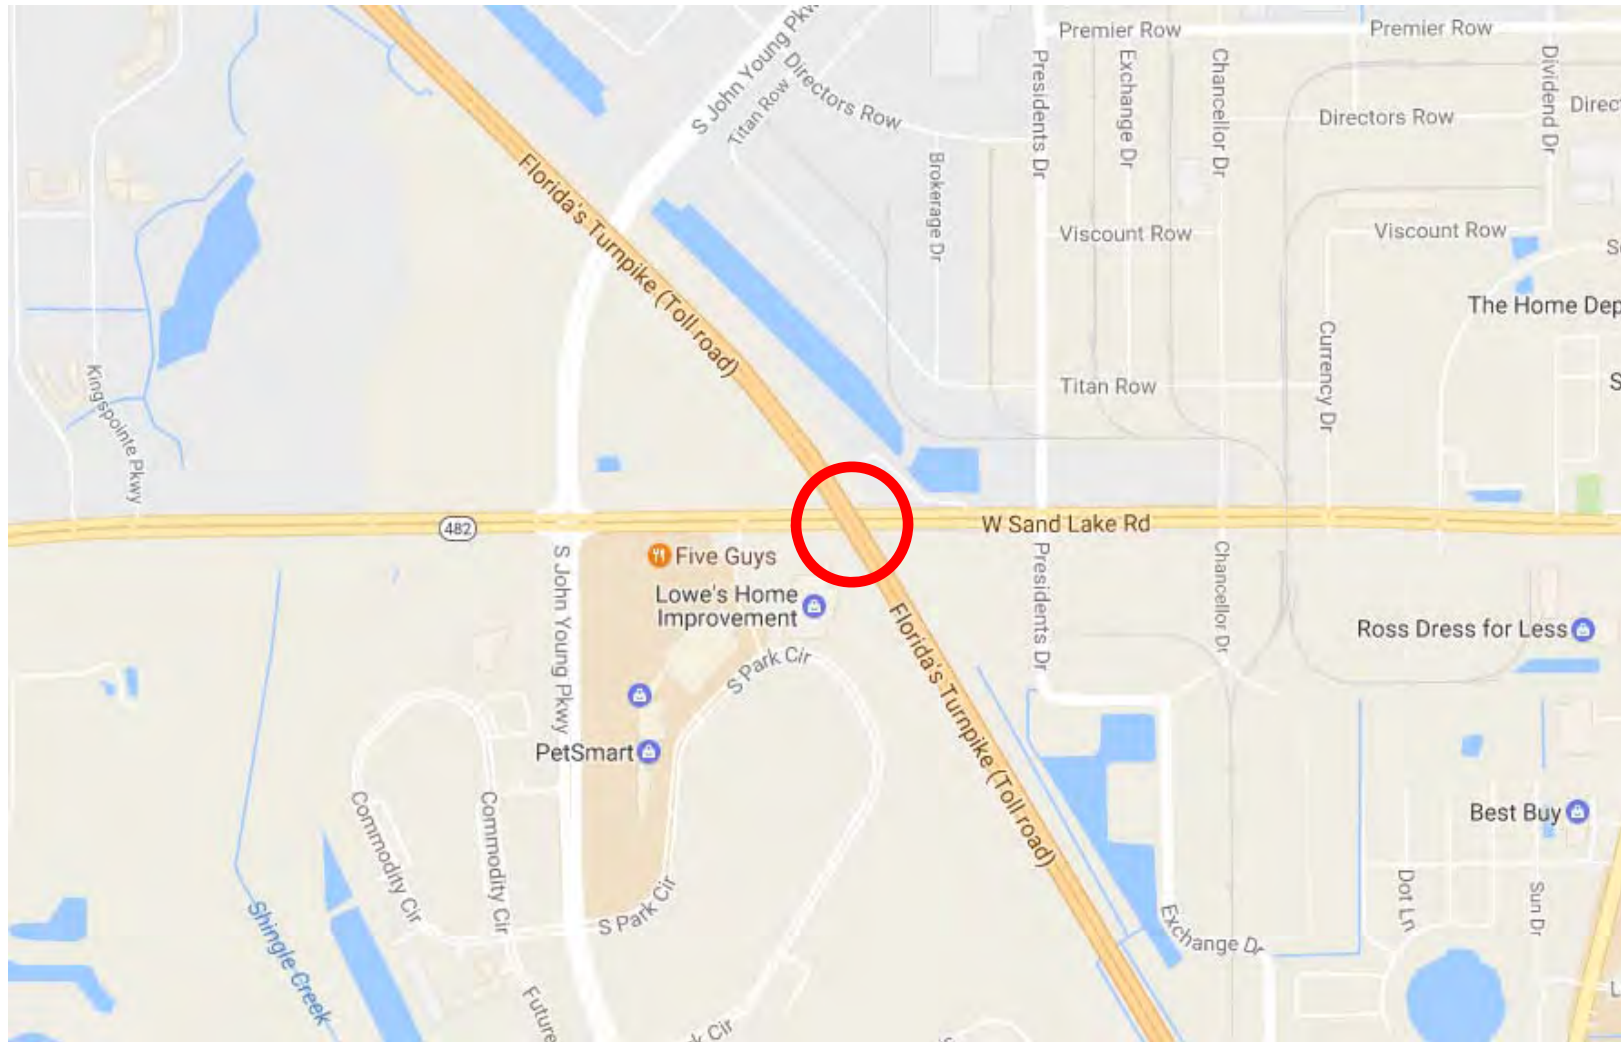 S John Young Pkwy
Premier Row
Premier Row
Directors Row
Titan Row
Presidents Dr
Exchange Dr
Chancellor Dr
Dividend Dr
Directors Row
Direc
Florida's Turnpike (Toll road)
Brokerage Dr
Viscount Row
Viscount Row
S
The Home Dep
Currency Dr
Kingspointe Pkwy
Titan Row
S
482
W Sand Lake Rd
S John Young Pkwy
Five Guys
Lowe's Home
Improvement
Presidents Dr
Chancellor Dr
Ross Dress for Less
Florida's Turnpike (Toll road)
S Park Cir
PetSmart
Commodity Cir
Commodity Cir
Best Buy
Dot Ln
Sun Dr
S Park Cir
Exchange Dr
Shingle Creek
Future
k Cir
L